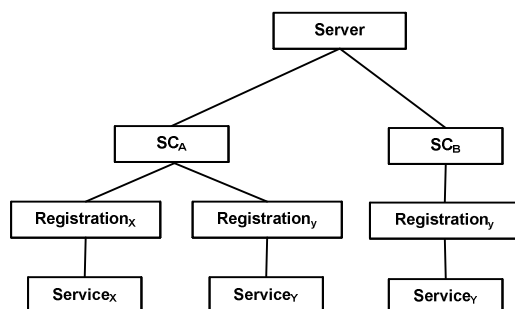 Server
SCA
SCB
RegistrationX
Registrationy
Registrationy
ServiceX
ServiceY
ServiceY